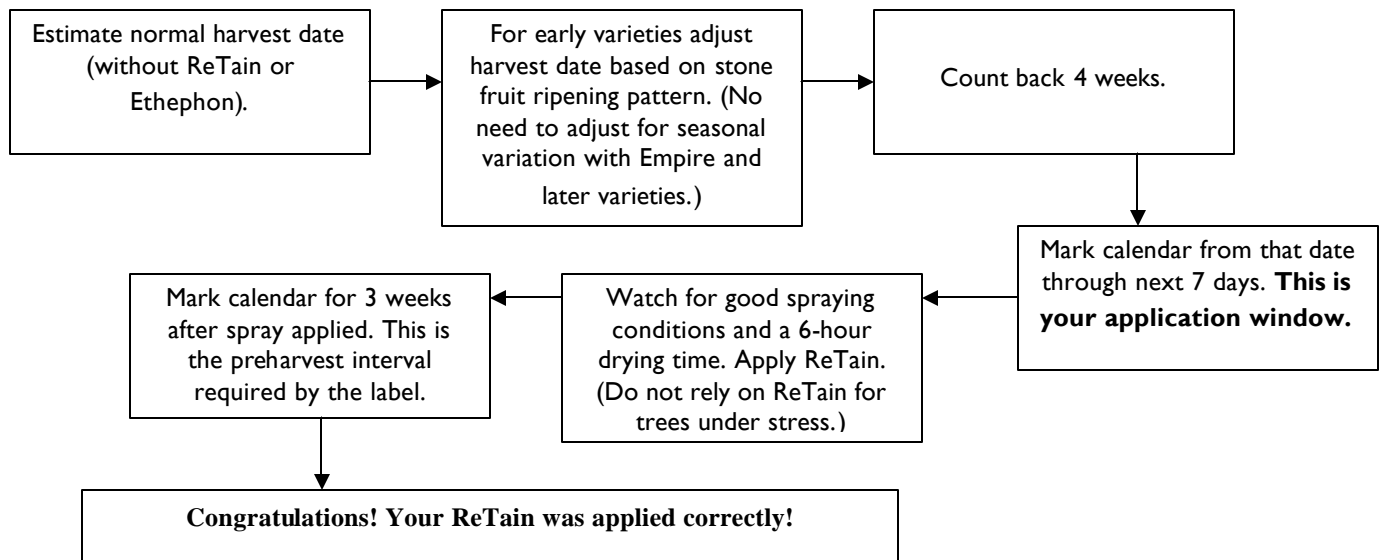 Estimate normal harvest date
(without ReTain or
Ethephon).
For early varieties adjust
harvest date based on stone
fruit ripening pattern. (No
need to adjust for seasonal
variation with Empire and
later varieties.)
Count back 4 weeks.
Mark calendar from that date
through next 7 days. This is
your application window.
Watch for good spraying
conditions and a 6-hour
drying time. Apply ReTain.
(Do not rely on ReTain for
trees under stress.)
Mark calendar for 3 weeks
after spray applied. This is
the preharvest interval
required by the label.
Congratulations! Your ReTain was applied correctly!